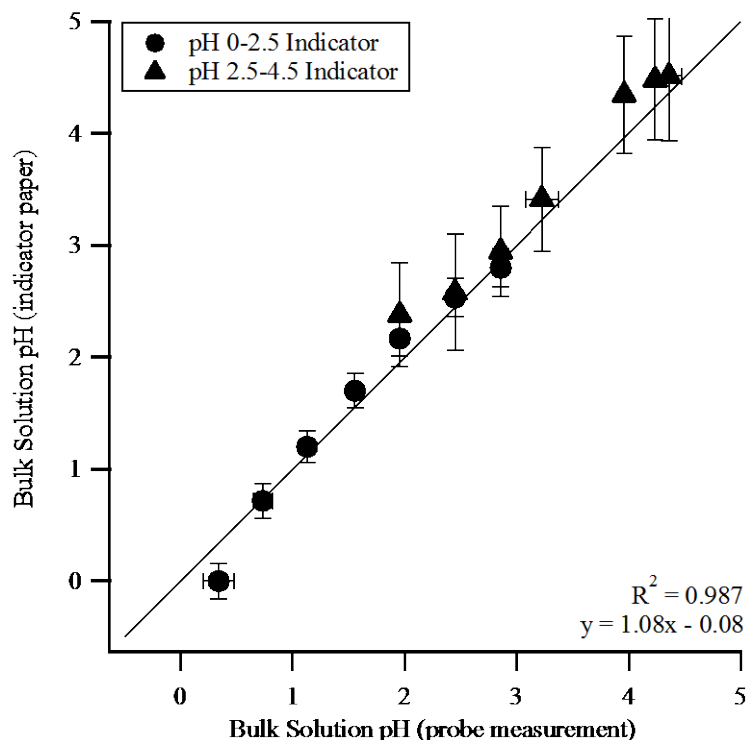 pH 0-2.5 Indicator
pH 2.5-4.5 Indicator
5
4
3
2
1
0
Bulk Solution pH (indicator paper)
R² = 0.987
y = 1.08x - 0.08
0 1 2 3 4 5
Bulk Solution pH (probe measurement)